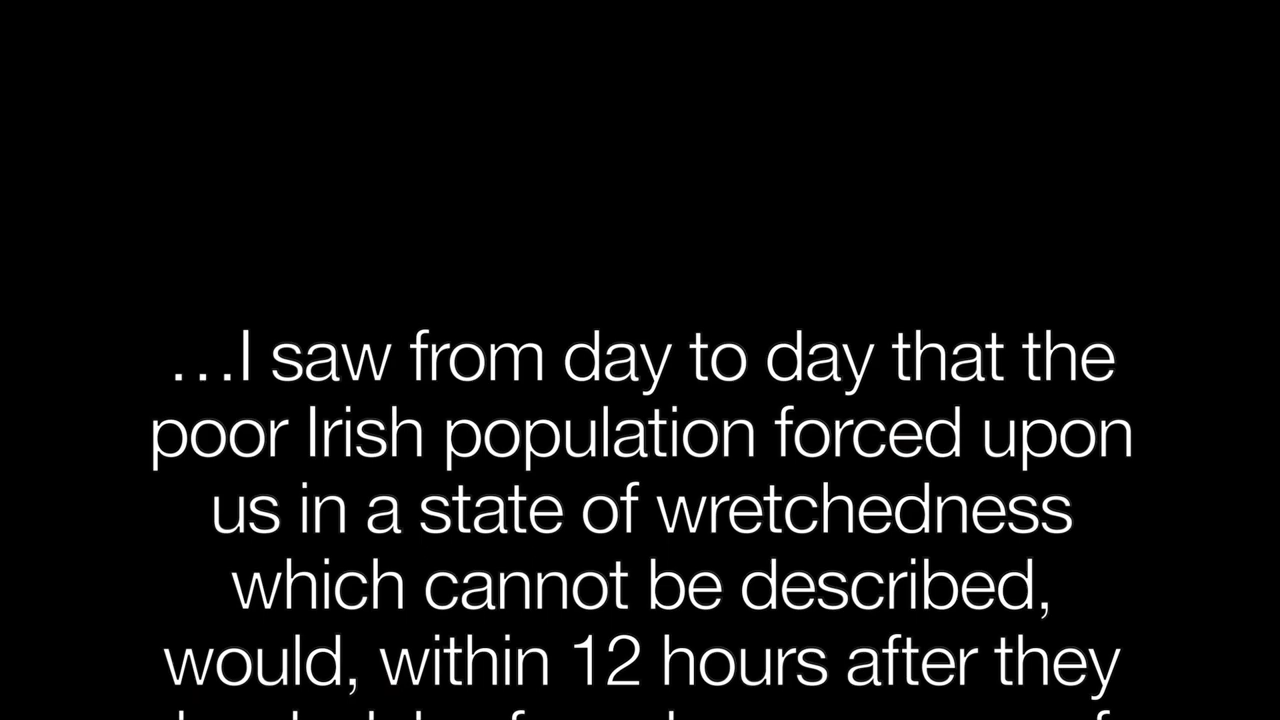 …I saw from day to day that the
poor Irish population forced upon
us in a state of wretchedness
which cannot be described,
would, within 12 hours after they